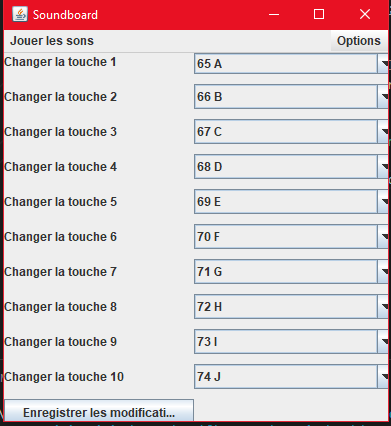 Soundboard
Jouer les sons Options
Changer la touche 1 65 A
Changer la touche 2 66 B
Changer la touche 3 67 C
Changer la touche 4 68 D
Changer la touche 5 69 E
Changer la touche 6 70 F
Changer la touche 7 71 G
Changer la touche 8 72 H
Changer la touche 9 73 I
Changer la touche 10 74 J
Enregistrer les modificati...